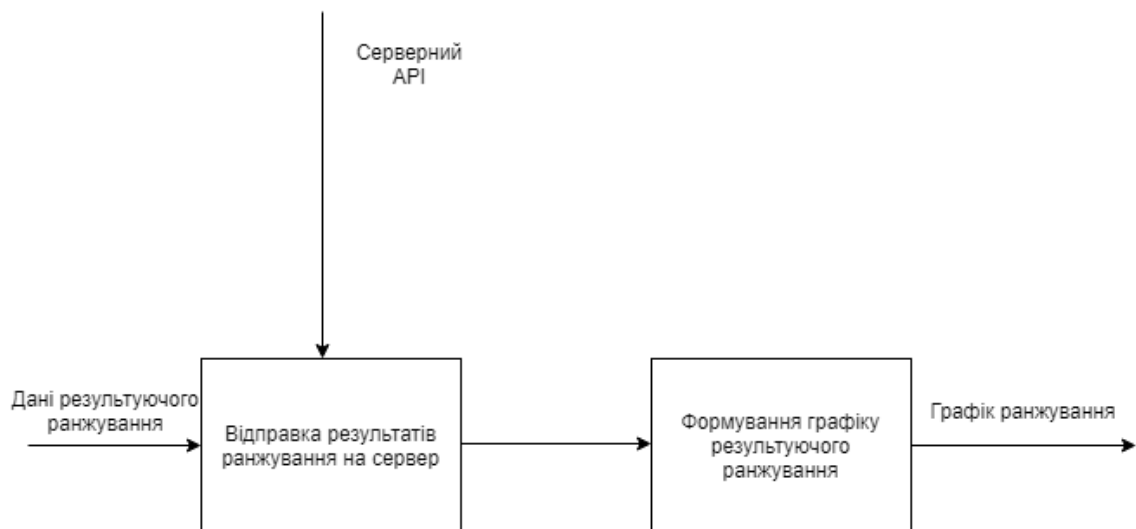 Серверний
API
Дані результуючого
ранжування
Відправка результатів
ранжування на сервер
Формування графіку
результуючого
ранжування
Графік ранжування